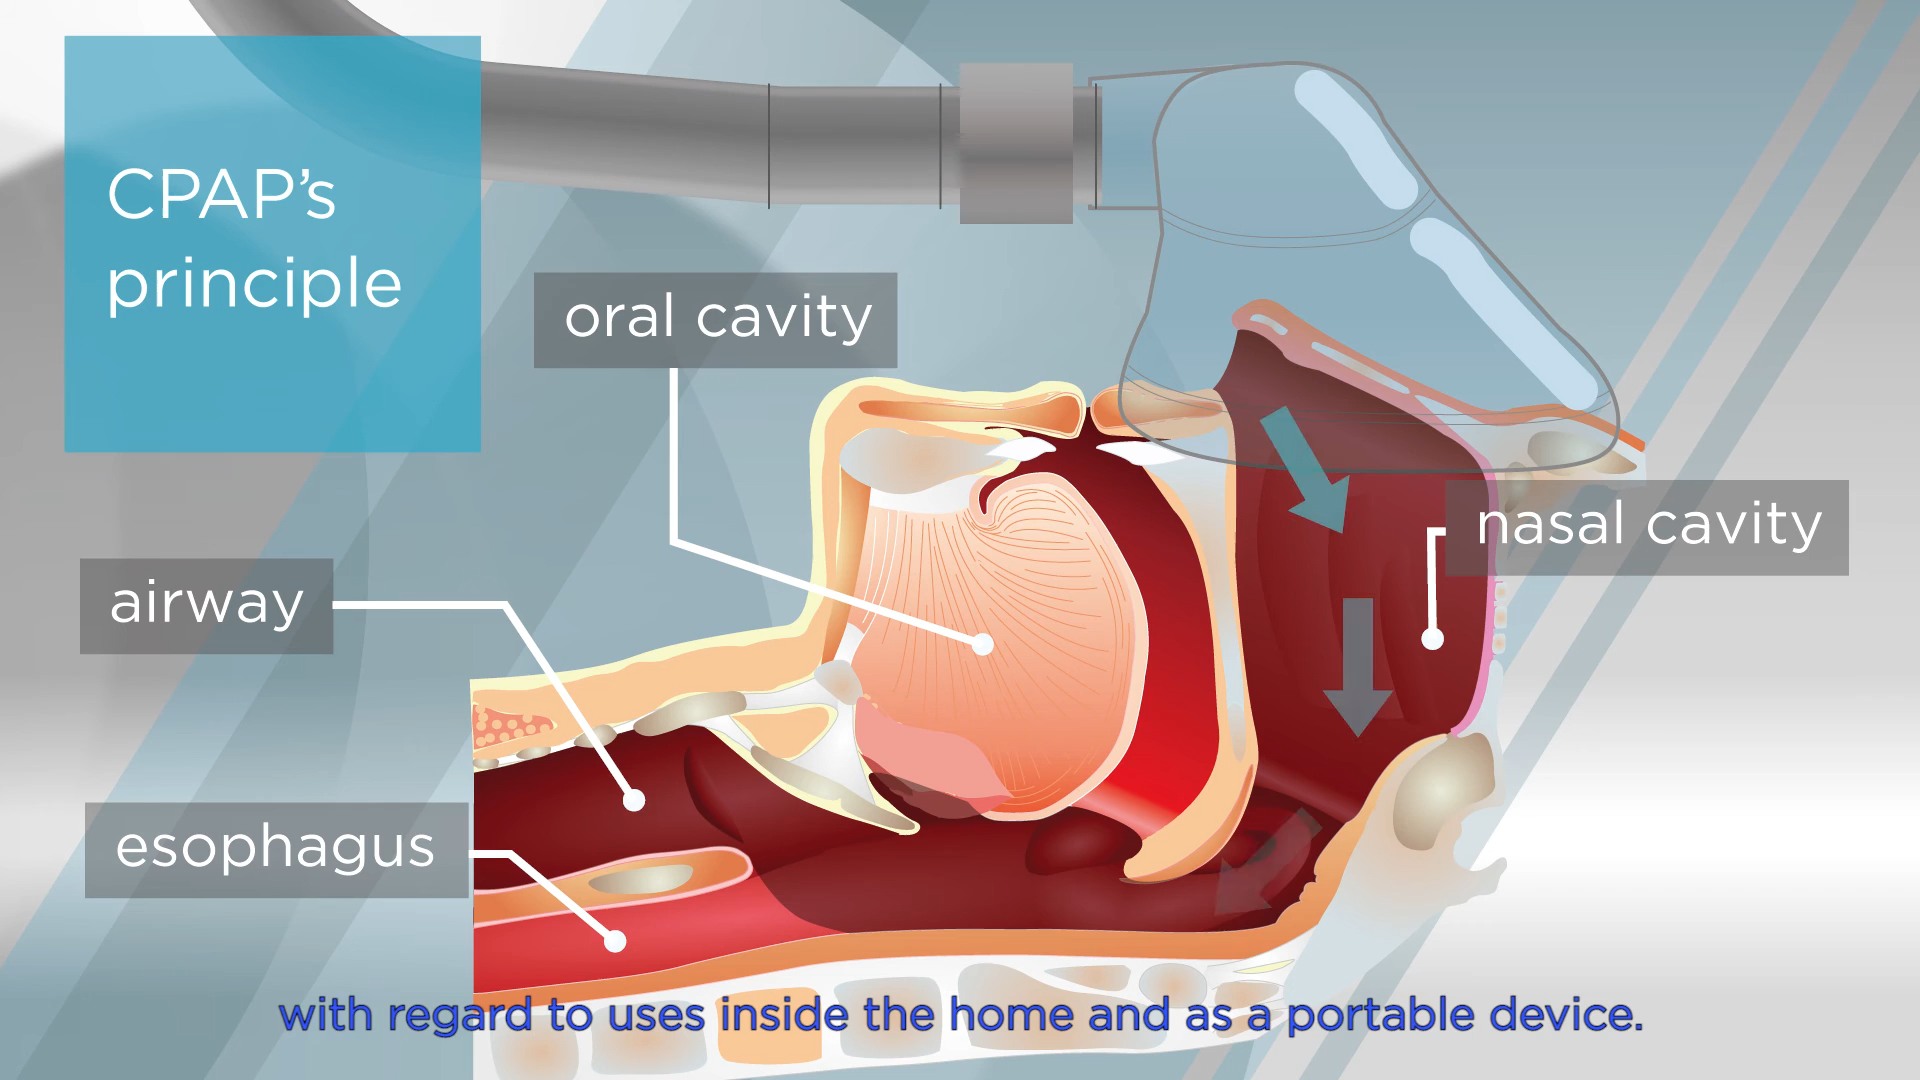 CPAP's
principle
oral cavity
nasal cavity
airway
esophagus
with regard to uses inside the home and as a portable device.